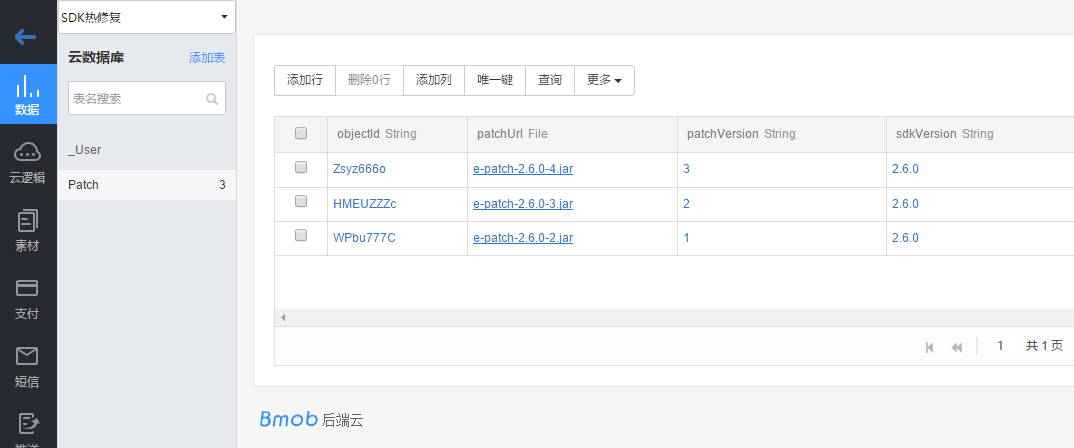 SDK热修复
云数据库 添加表
表名搜索
_User
Patch 3
数据
云逻辑
素材
支付
短信
推送
添加行 删除0行 添加列 唯一键 查询 更多
objectId String patchUrl File patchVersion String sdkVersion String
Zsyz666o e-patch-2.6.0-4.jar 3 2.6.0
HMEUZZZc e-patch-2.6.0-3.jar 2 2.6.0
WPbu777C e-patch-2.6.0-2.jar 1 2.6.0
1 共 1 页
Bmob 后端云